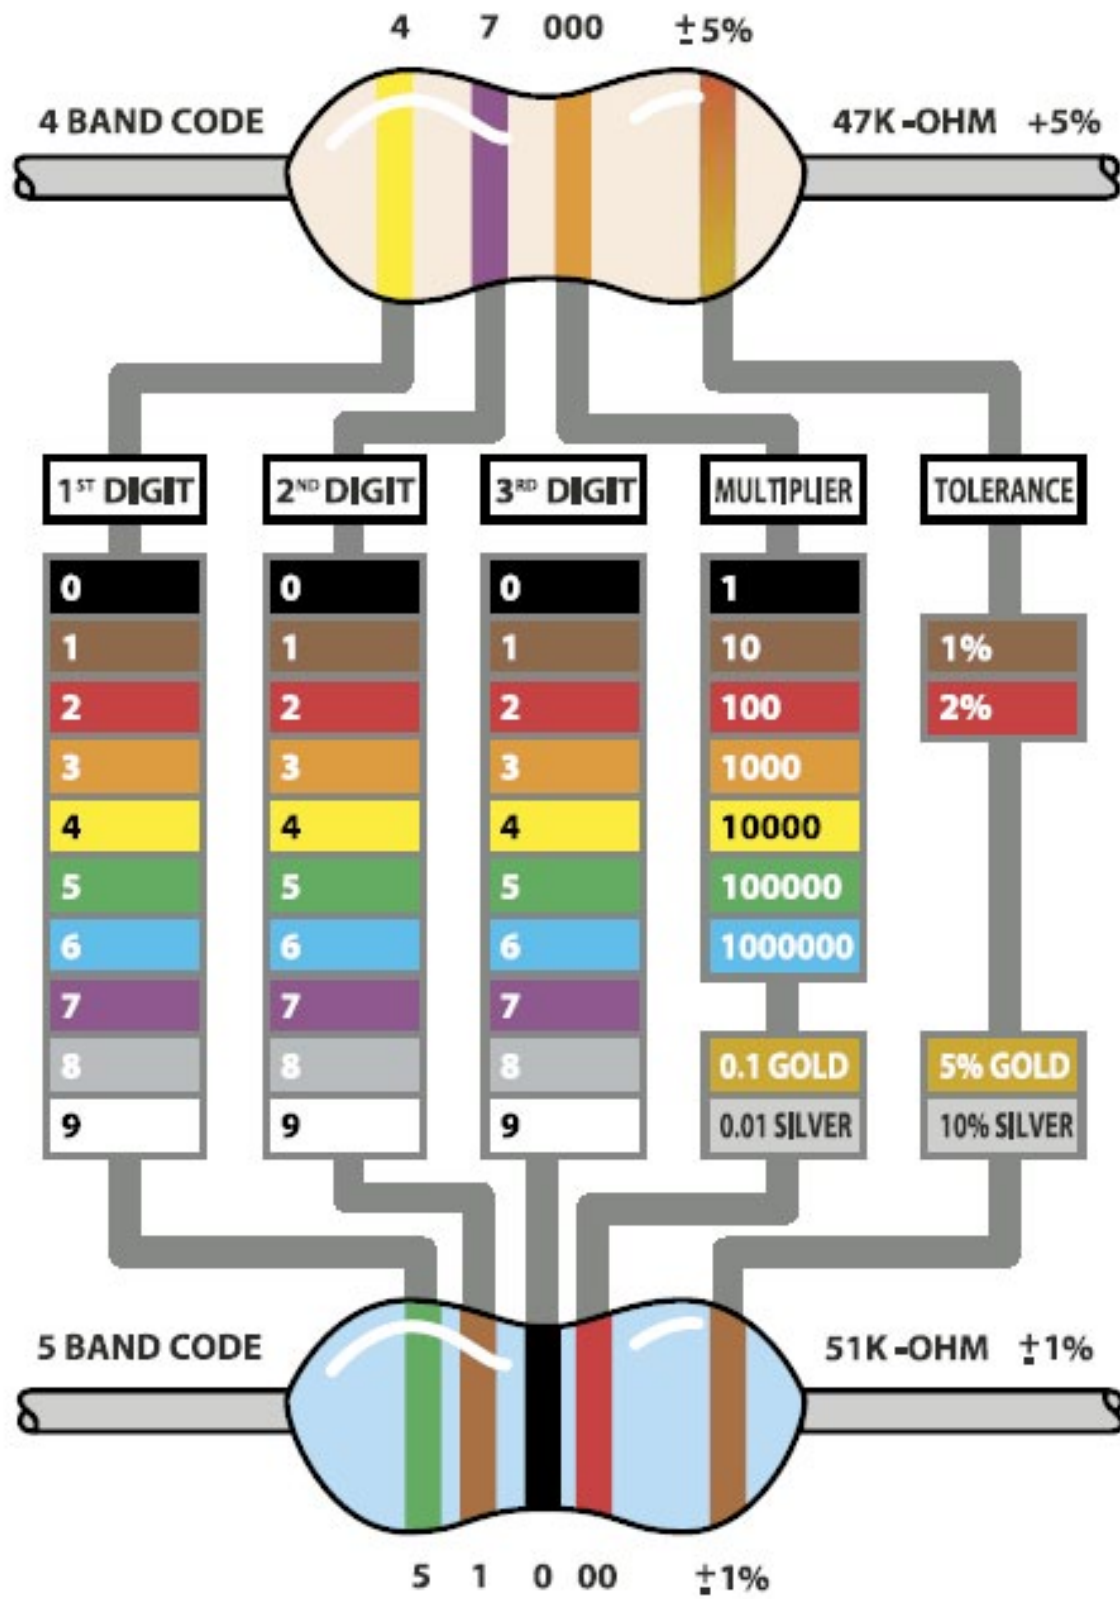 4 7 000 ±5%
4 BAND CODE 47K-OHM +5%
1ST DIGIT 2ND DIGIT 3RD DIGIT MULTIPLIER TOLERANCE
0 0 0 1
1 1 1 10 1%
2 2 2 100 2%
3 3 3 1000
4 4 4 10000
5 5 5 100000
6 6 6 1000000
7 7 7
8 8 8 0.1 GOLD 5% GOLD
9 9 9 0.01 SILVER 10% SILVER
5 BAND CODE 51K-OHM ±1%
5 1 0 00 ±1%